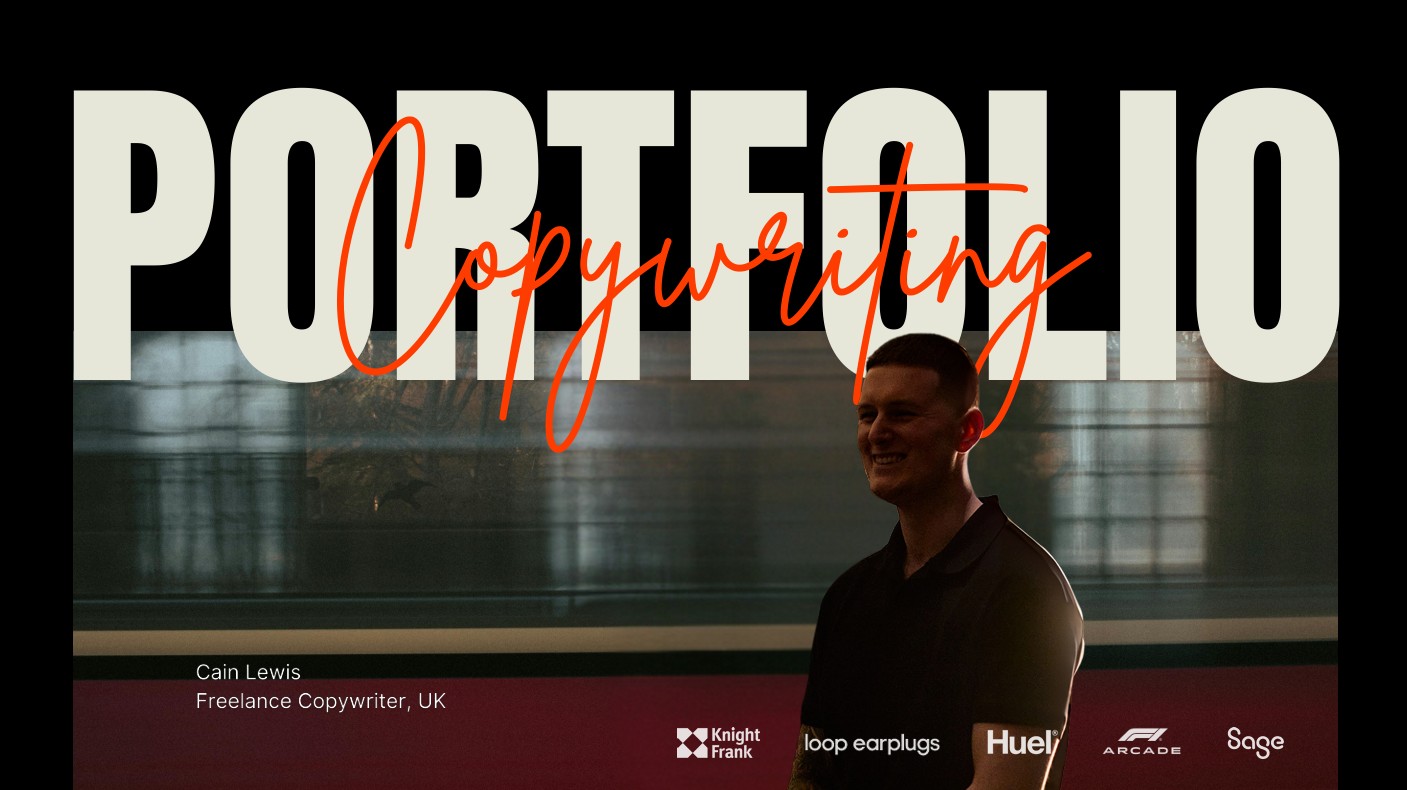 PORTFOLIO
Copywriting
Cain Lewis
Freelance Copywriter, UK
Knight
Frank
loop earplugs
Huel®
F1
ARCADE
Sage